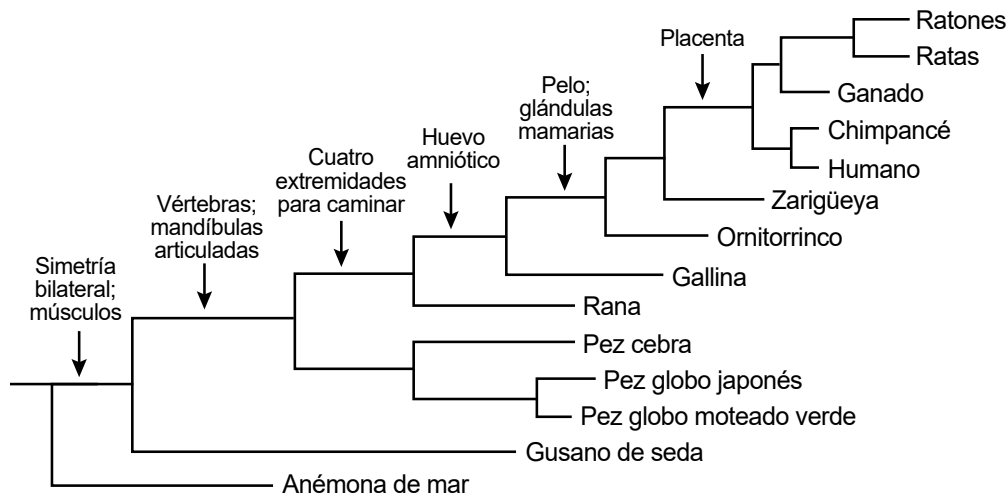 Ratones
Placenta
Ratas
Pelo;
glándulas
mamarias
Ganado
Chimpancé
Huevo
amniótico
Humano
Cuatro
extremidades
para caminar
Zarigüeya
Vértebras;
mandíbulas
articuladas
Ornitorrinco
Simetría
bilateral;
músculos
Gallina
Rana
Pez cebra
Pez globo japonés
Pez globo moteado verde
Gusano de seda
Anémona de mar